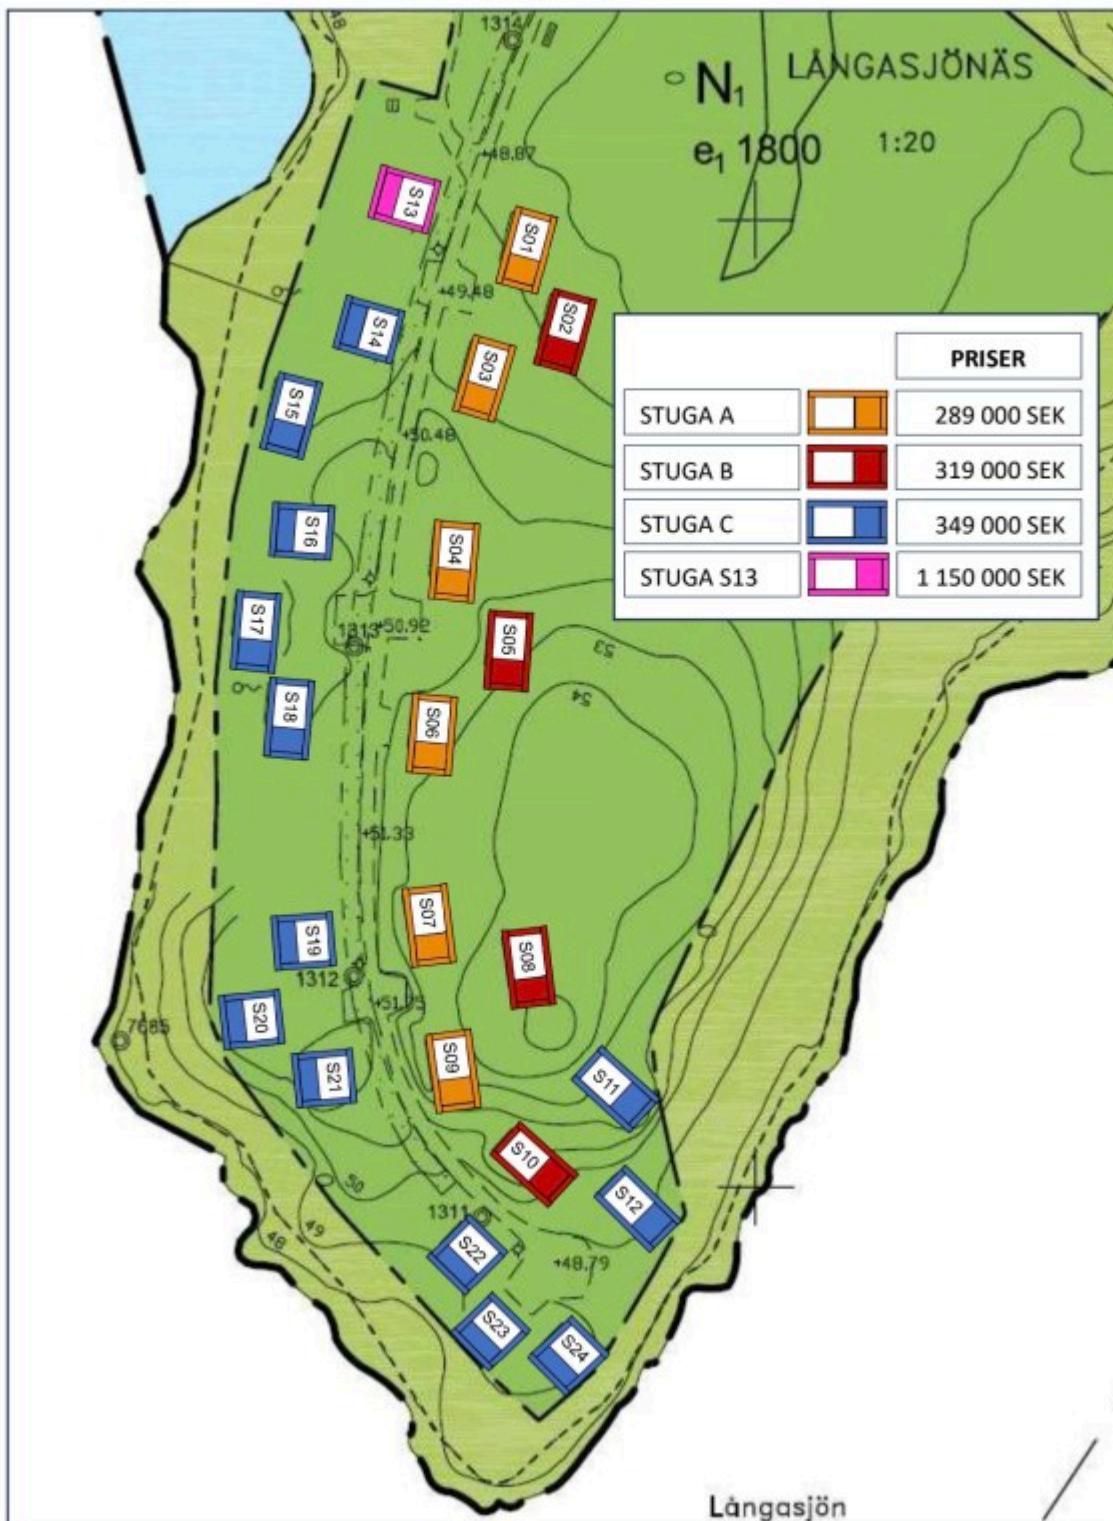 48
1314
N₁
LÅNGASJÖNÄS
e₁ 1800
1:20
+48.87
S13
S01
+49.48
S02
S14
S03
PRISER
STUGA A
289 000 SEK
STUGA B
319 000 SEK
STUGA C
349 000 SEK
STUGA S13
1 150 000 SEK
S15
+50.48
S16
S04
S17
1313
+50.92
S05
53
S18
S06
54
+51.33
S07
S19
S08
1312
+51.25
S20
7685
S21
S09
S11
S10
50
S12
49
48
1311
S22
+48.79
S23
S24
Långasjön